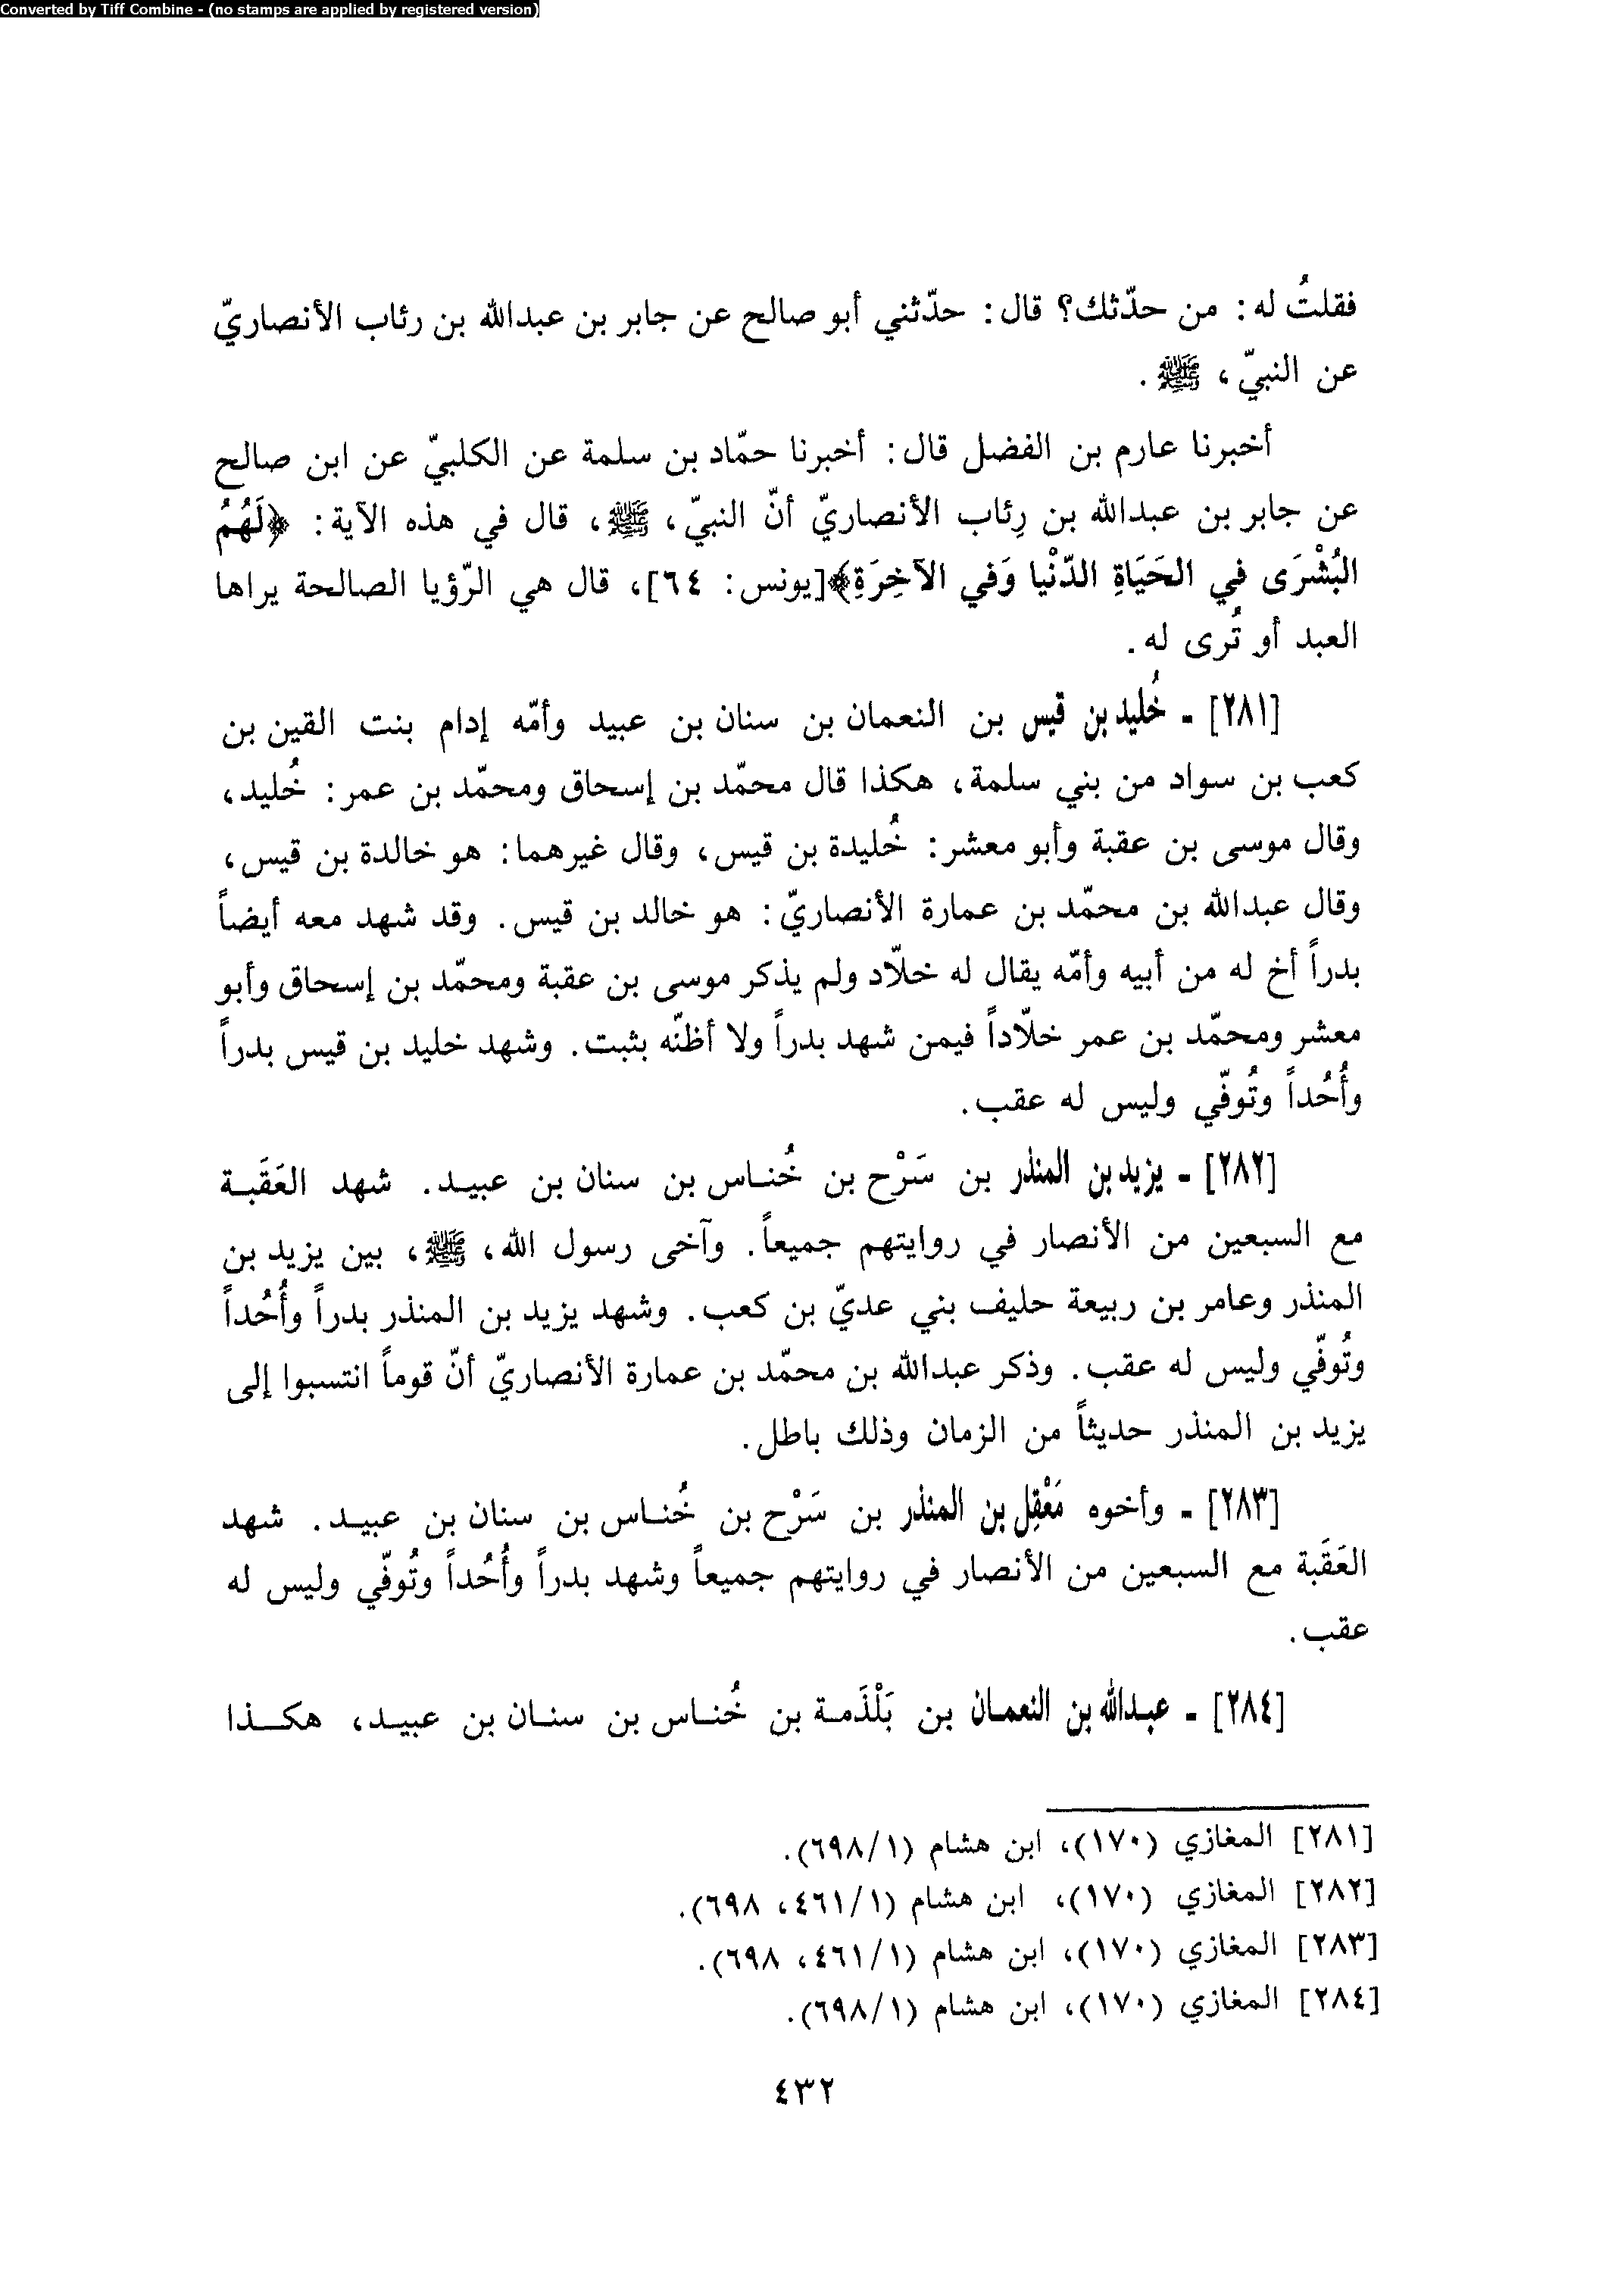 Converted by Tiff Combine - (no stamps are applied by registered version)
فقلتُ له: من حدّثك؟ قال: حدّثني أبو صالح عن جابر بن عبدالله بن رئاب الأنصاريّ
عن النبيّ، ﷺ.
أخبرنا عارم بن الفضل قال: أخبرنا حمّاد بن سلمة عن الكلبيّ عن ابن صالح
عن جابر بن عبدالله بن رِئاب الأنصاريّ أنّ النبيّ، ﷺ، قال في هذه الآية: ﴿لَهُمُ
البُشْرَى في الحَيَاةِ الدّنْيا وَفي الآخِرَةِ﴾[يونس: ٦٤]، قال هي الرّؤيا الصالحة يراها
العبد أو تُرى له.
[٢٨١] - خُليد بن قيس بن النعمان بن سنان بن عبيد وأمّه إدام بنت القين بن
كعب بن سواد من بني سلمة، هكذا قال محمّد بن إسحاق ومحمّد بن عمر: خُليد،
وقال موسى بن عقبة وأبو معشر: خُليدة بن قيس، وقال غيرهما: هو خالدة بن قيس،
وقال عبدالله بن محمّد بن عمارة الأنصاريّ: هو خالد بن قيس. وقد شهد معه أيضاً
بدراً أخ له من أبيه وأمّه يقال له خلّاد ولم يذكر موسى بن عقبة ومحمّد بن إسحاق وأبو
معشر ومحمّد بن عمر خلّاداً فيمن شهد بدراً ولا أظنّه بثبت. وشهد خليد بن قيس بدراً
وأُحُداً وتُوفّي وليس له عقب.
[٢٨٢] - يزيد بن المنذر بن سَرْح بن خُنـاس بن سنان بن عبيـد. شهد العَقَبـة
مع السبعين من الأنصار في روايتهم جميعاً. وآخى رسول الله، ﷺ، بين يزيد بن
المنذر وعامر بن ربيعة حليف بني عديّ بن كعب. وشهد يزيد بن المنذر بدراً وأُحُداً
وتُوفّي وليس له عقب. وذكر عبدالله بن محمّد بن عمارة الأنصاريّ أنّ قوماً انتسبوا إلى
يزيد بن المنذر حديثاً من الزمان وذلك باطل.
[٢٨٣] - وأخوه مَعْقِل بن المنذر بن سَرْح بن خُنـاس بن سنان بن عبيـد. شهد
العَقَبة مع السبعين من الأنصار في روايتهم جميعاً وشهد بدراً وأُحُداً وتُوفّي وليس له
عقب.
[٢٨٤] - عبـدالله بن النعمـان بن بَلْذَمـة بن خُنـاس بن سنـان بن عبيـد، هكـذا
[٢٨١] المغازي (١٧٠)، ابن هشام (٦٩٨/١).
[٢٨٢] المغازي (١٧٠)، ابن هشام (٤٦١/١، ٦٩٨).
[٢٨٣] المغازي (١٧٠)، ابن هشام (٤٦١/١، ٦٩٨).
[٢٨٤] المغازي (١٧٠)، ابن هشام (٦٩٨/١).
٤٣٢